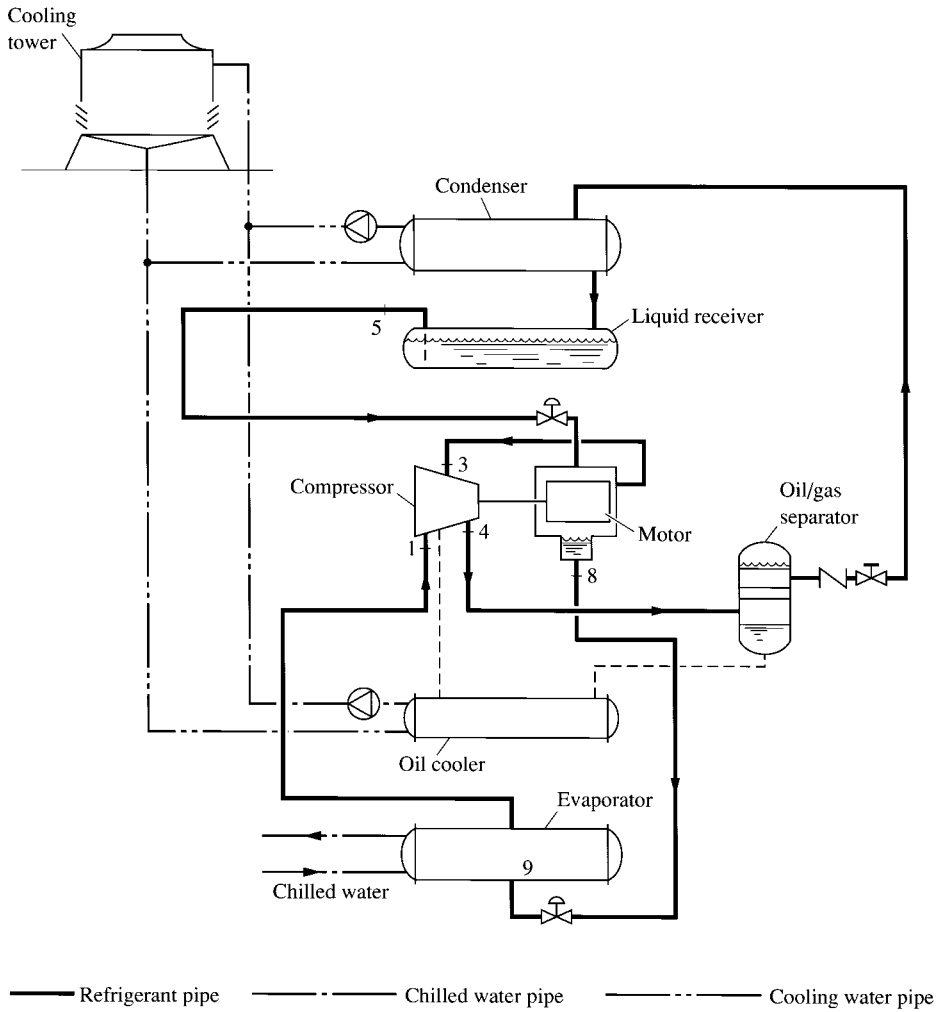 Cooling
tower
Condenser
Liquid receiver
5
3
Compressor
Oil/gas
separator
Motor
1
4
8
Oil cooler
Evaporator
9
Chilled water
Refrigerant pipe
Chilled water pipe
Cooling water pipe